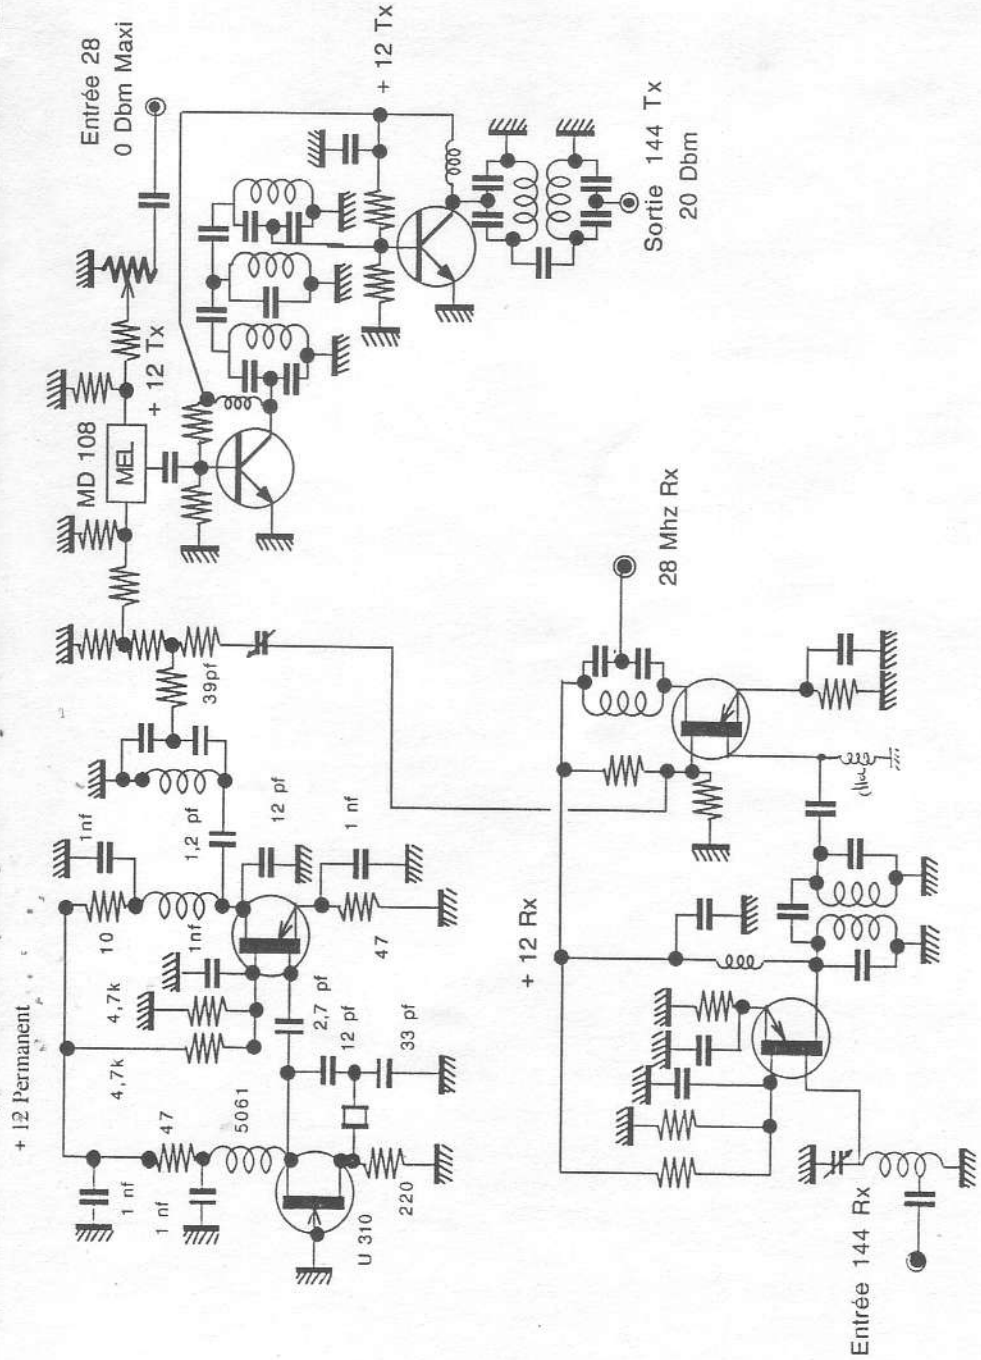 Entrée 28
0 Dbm Maxi
+ 12 Tx
MD 108
MEL
+ 12 Tx
Sortie 144 Tx
20 Dbm
+ 12 Permanent
1nf
10
1,2 pf
39pf
12 pf
1nf
1 nf
4,7k
4,7k
47
47
5061
2,7 pf
12 pf
33 pf
1 nf
1 nf
220
U 310
28 Mhz Rx
+ 12 Rx
Entrée 144 Rx